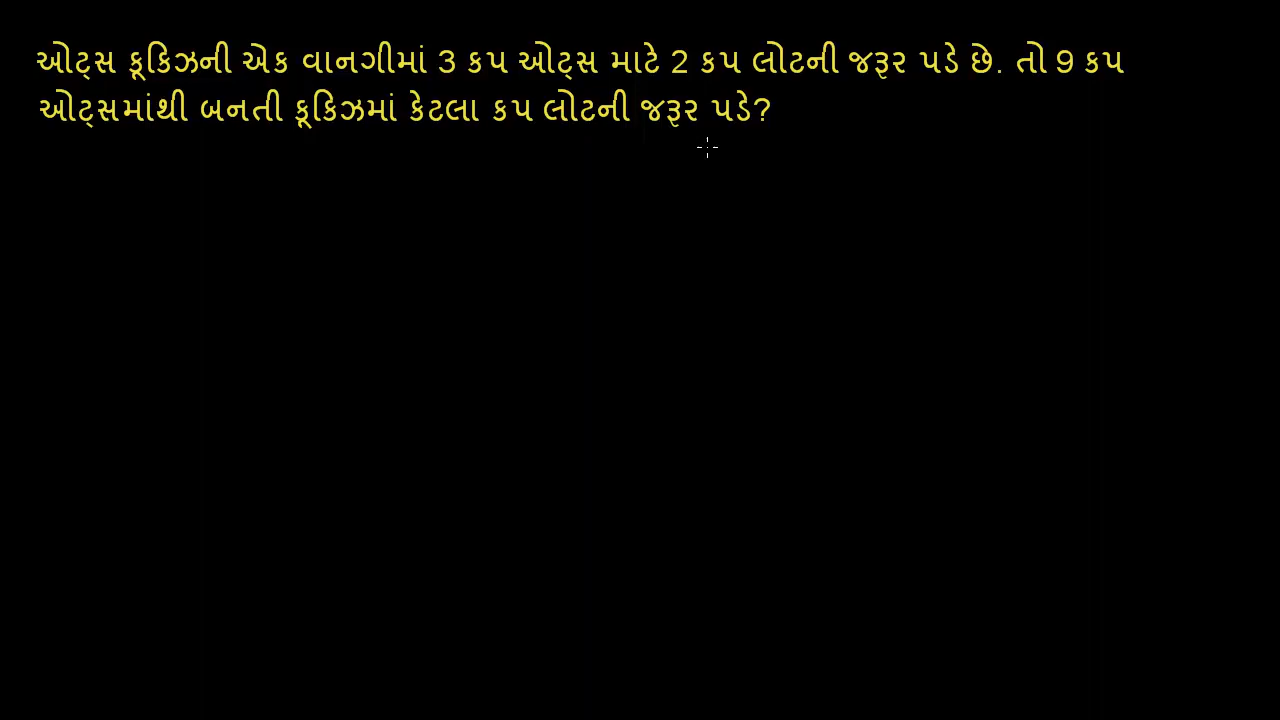 ઓટ્સ કૂકિઝની એક વાનગીમાં 3 કપ ઓટ્સ માટે 2 કપ લોટની જરૂર પડે છે. તો 9 કપ
ઓટ્સમાંથી બનતી કૂકિઝમાં કેટલા કપ લોટની જરૂર પડે?